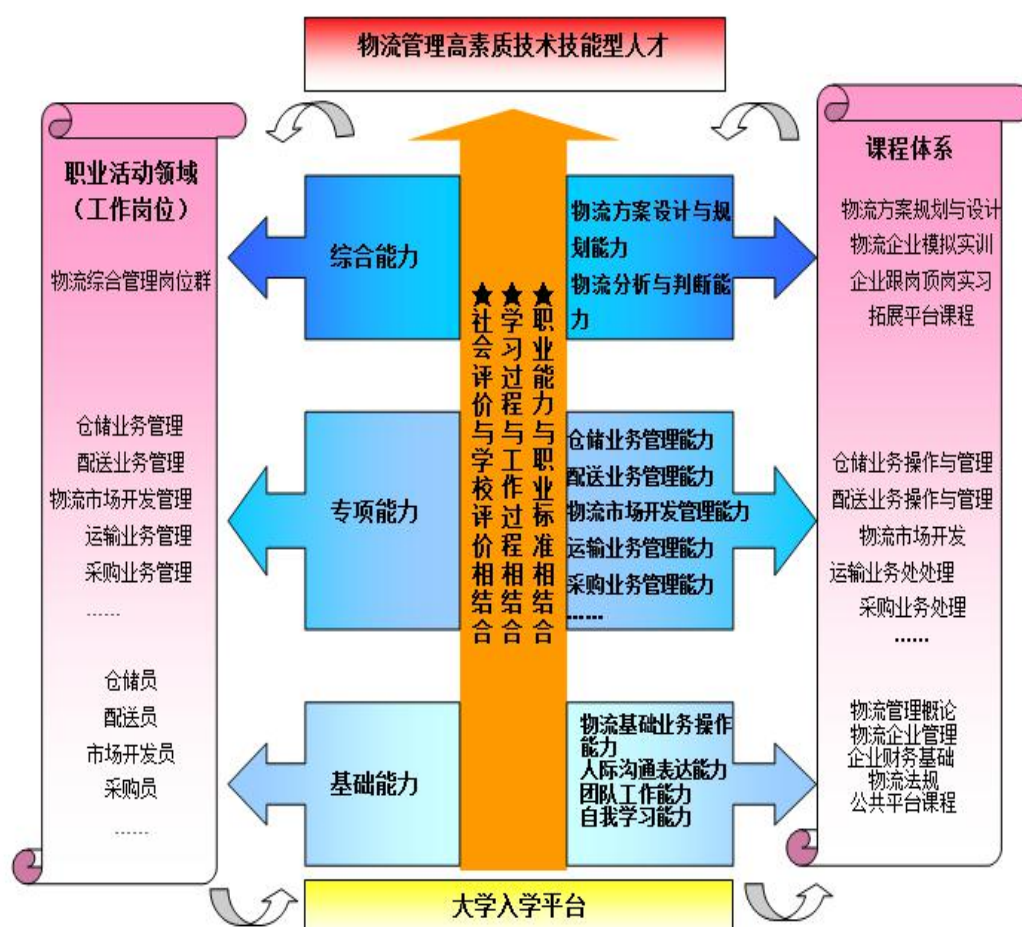 物流管理高素质技术技能型人才
职业活动领域
（工作岗位）
物流综合管理岗位群
仓储业务管理
配送业务管理
物流市场开发管理
运输业务管理
采购业务管理
……
仓储员
配送员
市场开发员
采购员
……
综合能力
专项能力
基础能力
★社会评价与学校评价相结合
★学习过程与工作过程相结合
★职业能力与职业标准相结合
物流方案设计与规
划能力
物流分析与判断能
力
仓储业务管理能力
配送业务管理能力
物流市场开发管理能力
运输业务管理能力
采购业务管理能力
……
物流基础业务操作
能力
人际沟通表达能力
团队工作能力
自我学习能力
课程体系
物流方案规划与设计
物流企业模拟实训
企业跟岗顶岗实习
拓展平台课程
仓储业务操作与管理
配送业务操作与管理
物流市场开发
运输业务处处理
采购业务处理
……
物流管理概论
物流企业管理
企业财务基础
物流法规
公共平台课程
大学入学平台